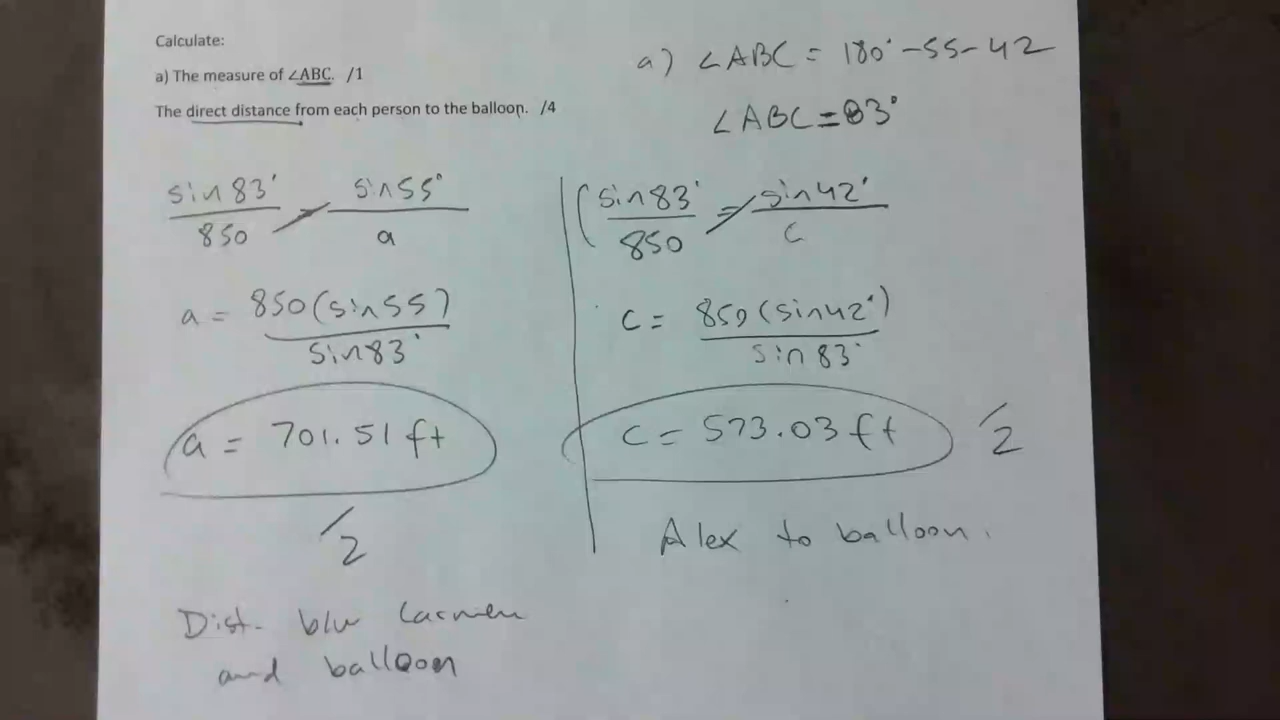 Calculate:
a) The measure of ∠ABC. /1
The direct distance from each person to the balloon. /4
a) ∠ABC = 180° - 55 - 42
∠ABC = 83°
sin 83° / 850 = sin 55° / a
a = 850 (sin 55) / sin 83°
a = 701.51 ft
/2
Dist. b/w Carmen
and balloon
(sin 83° / 850 = sin 42° / c
c = 850 (sin 42°) / sin 83°
c = 573.03 ft /2
Alex to balloon.